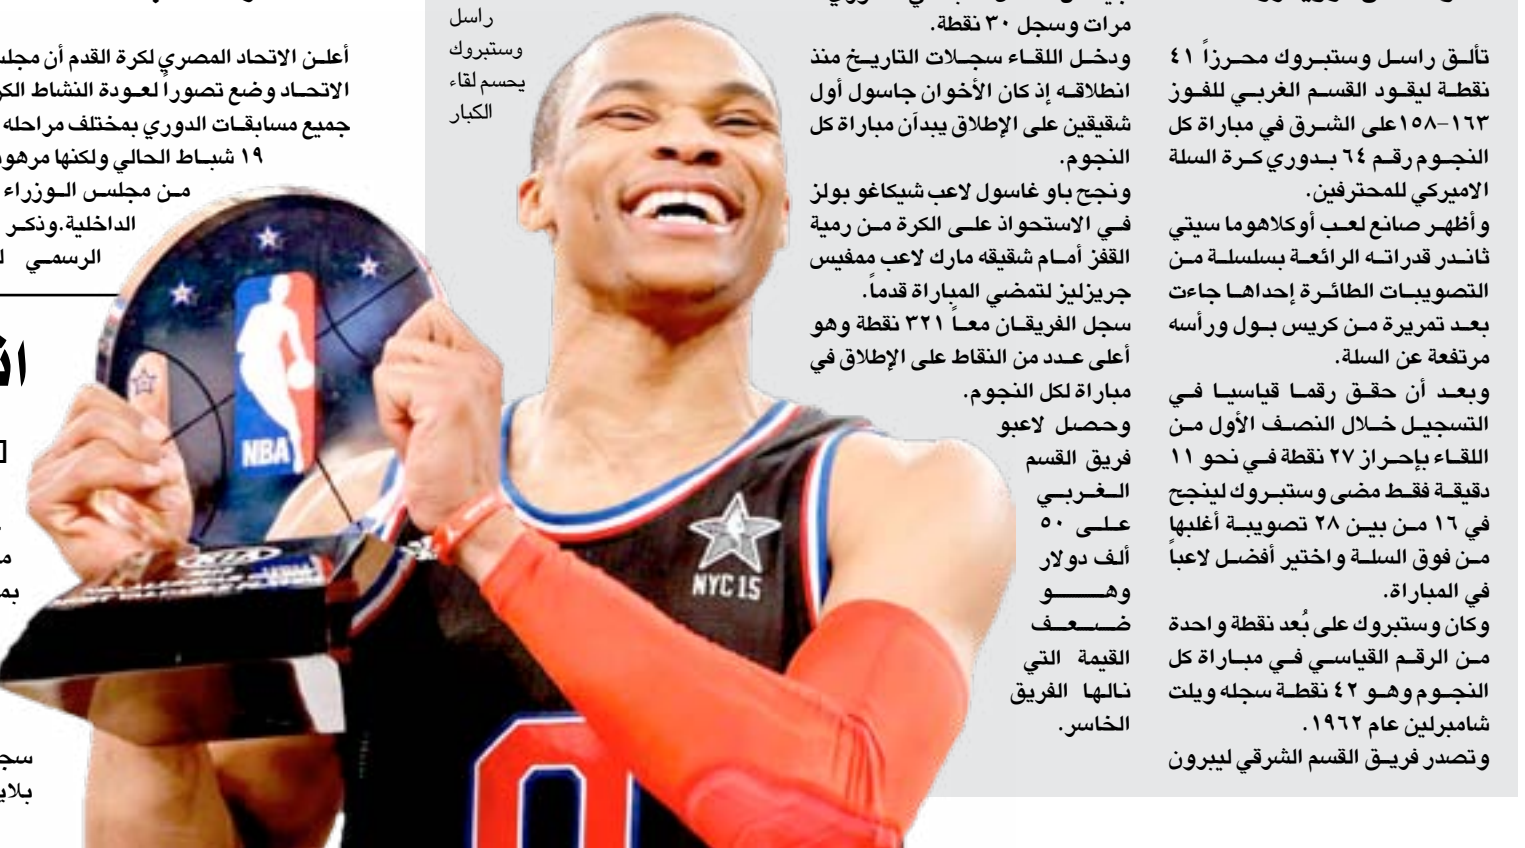 تألق راسل وستبروك محرزاً ٤١
نقطة ليقود القسم الغربي للفوز
١٦٣-١٥٨على الشرق في مباراة كل
النجوم رقم ٦٤ بدوري كرة السلة
الاميركي للمحترفين.
وأظهر صانع لعب أوكلاهوما سيتي
ثاندر قدراته الرائعة بسلسلة من
التصويبات الطائرة إحداها جاءت
بعد تمريرة من كريس بول ورأسه
مرتفعة عن السلة.
وبعد أن حقق رقما قياسيا في
التسجيل خلال النصف الأول من
اللقاء بإحراز ٢٧ نقطة في نحو ١١
دقيقة فقط مضى وستبروك لينجح
في ١٦ من بين ٢٨ تصويبة أغلبها
من فوق السلة واختير أفضل لاعباً
في المباراة.
وكان وستبروك على بُعد نقطة واحدة
من الرقم القياسي في مباراة كل
النجوم وهو ٤٢ نقطة سجله ويلت
شامبرلين عام ١٩٦٢.
وتصدر فريق القسم الشرقي ليبرون
مرات وسجل ٣٠ نقطة.
ودخل اللقاء سجلات التاريخ منذ
انطلاقه إذ كان الأخوان جاسول أول
شقيقين على الإطلاق يبدآن مباراة كل
النجوم.
ونجح باو غاسول لاعب شيكاغو بولز
في الاستحواذ على الكرة من رمية
القفز أمام شقيقه مارك لاعب ممفيس
جريزليز لتمضي المباراة قدماً.
سجل الفريقان معاً ٣٢١ نقطة وهو
أعلى عدد من النقاط على الإطلاق في
مباراة لكل النجوم.
وحصل لاعبو
فريق القسم
الغربي
على ٥٠
ألف دولار
وهو
ضعف
القيمة التي
نالها الفريق
الخاسر.
راسل
وستبروك
يحسم لقاء
الكبار
NBA
KIA
NYC 15
0
أعلن الاتحاد المصري لكرة القدم أن مجلس
الاتحاد وضع تصوراً لعودة النشاط
جميع مسابقات الدوري بمختلف مراحله
١٩ شباط الحالي ولكنها
من مجلس الوزراء
الداخلية.وذكر
الرسمي